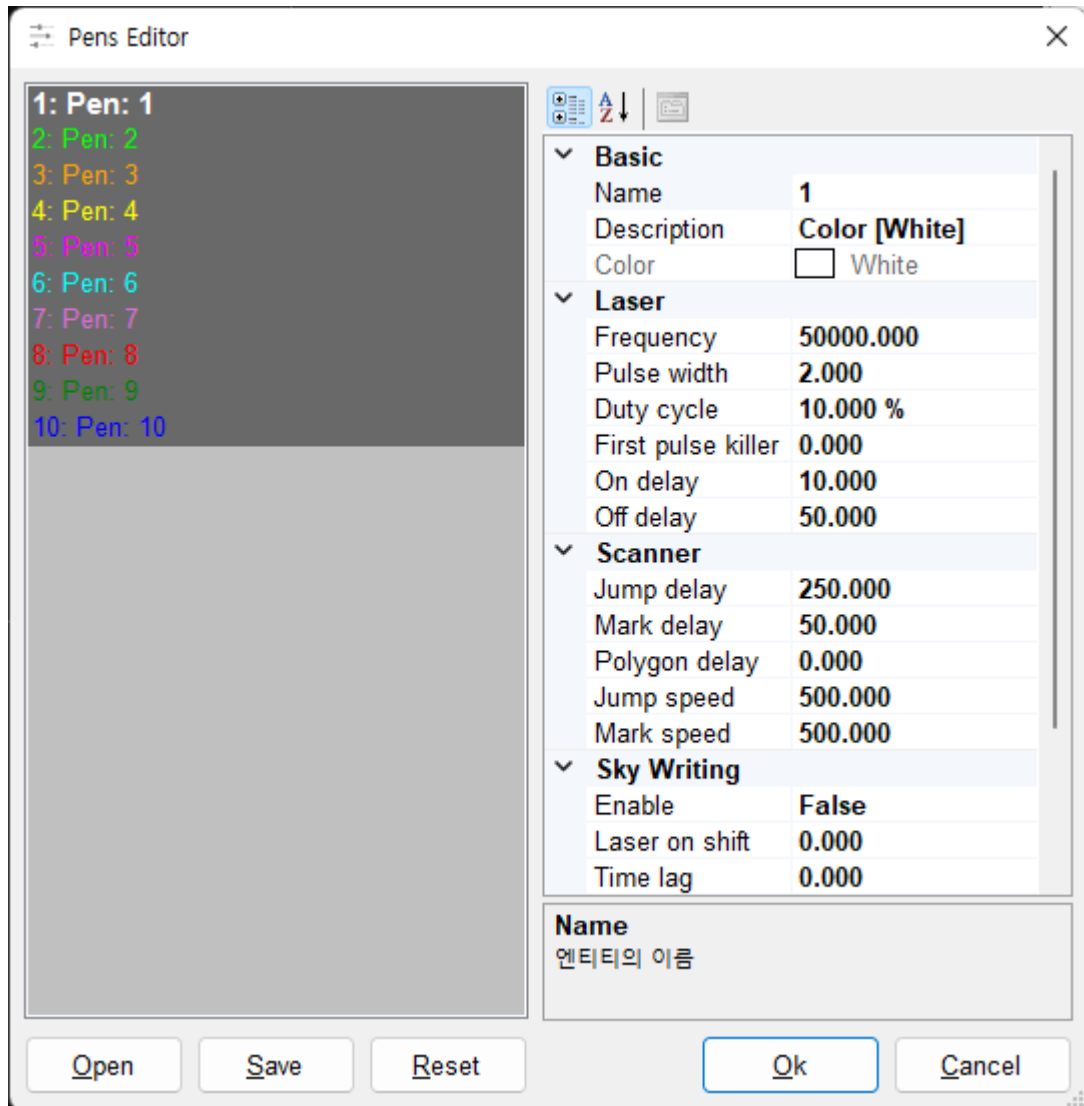 Pens Editor
1: Pen: 1
2: Pen: 2
3: Pen: 3
4: Pen: 4
5: Pen: 5
6: Pen: 6
7: Pen: 7
8: Pen: 8
9: Pen: 9
10: Pen: 10
Basic
Name 1
Description Color [White]
Color White
Laser
Frequency 50000.000
Pulse width 2.000
Duty cycle 10.000 %
First pulse killer 0.000
On delay 10.000
Off delay 50.000
Scanner
Jump delay 250.000
Mark delay 50.000
Polygon delay 0.000
Jump speed 500.000
Mark speed 500.000
Sky Writing
Enable False
Laser on shift 0.000
Time lag 0.000
Name
엔티티의 이름
Open Save Reset Ok Cancel